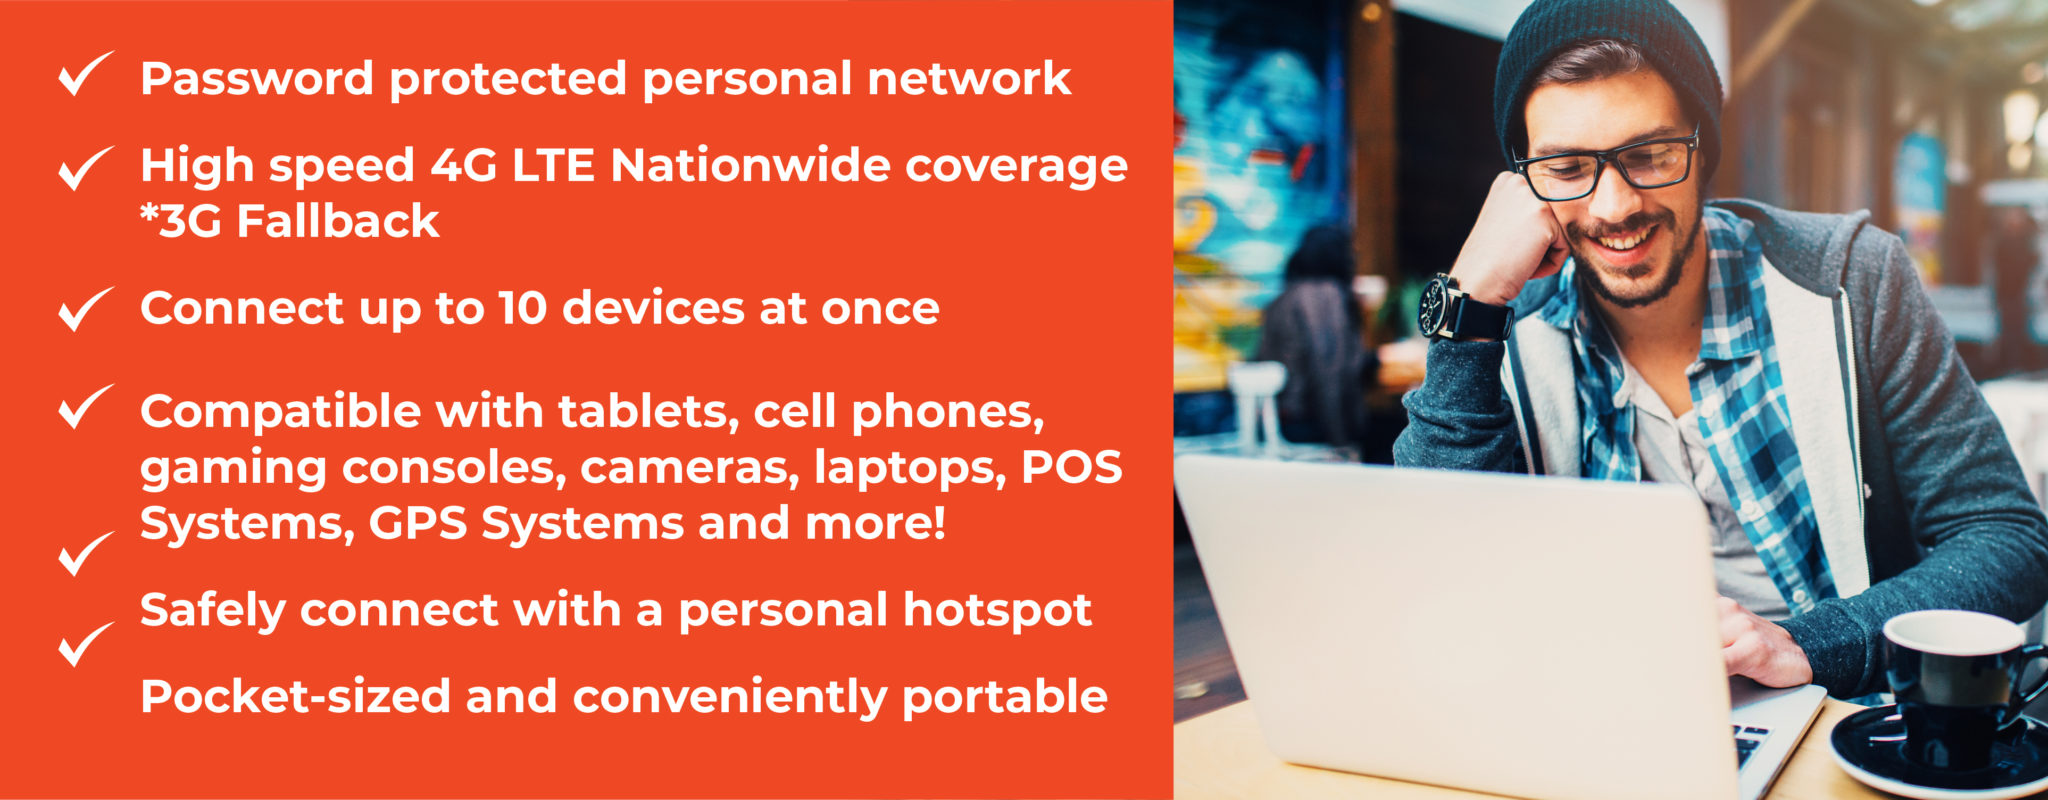 Password protected personal network
High speed 4G LTE Nationwide coverage
*3G Fallback
Connect up to 10 devices at once
Compatible with tablets, cell phones,
gaming consoles, cameras, laptops, POS
Systems, GPS Systems and more!
Safely connect with a personal hotspot
Pocket-sized and conveniently portable